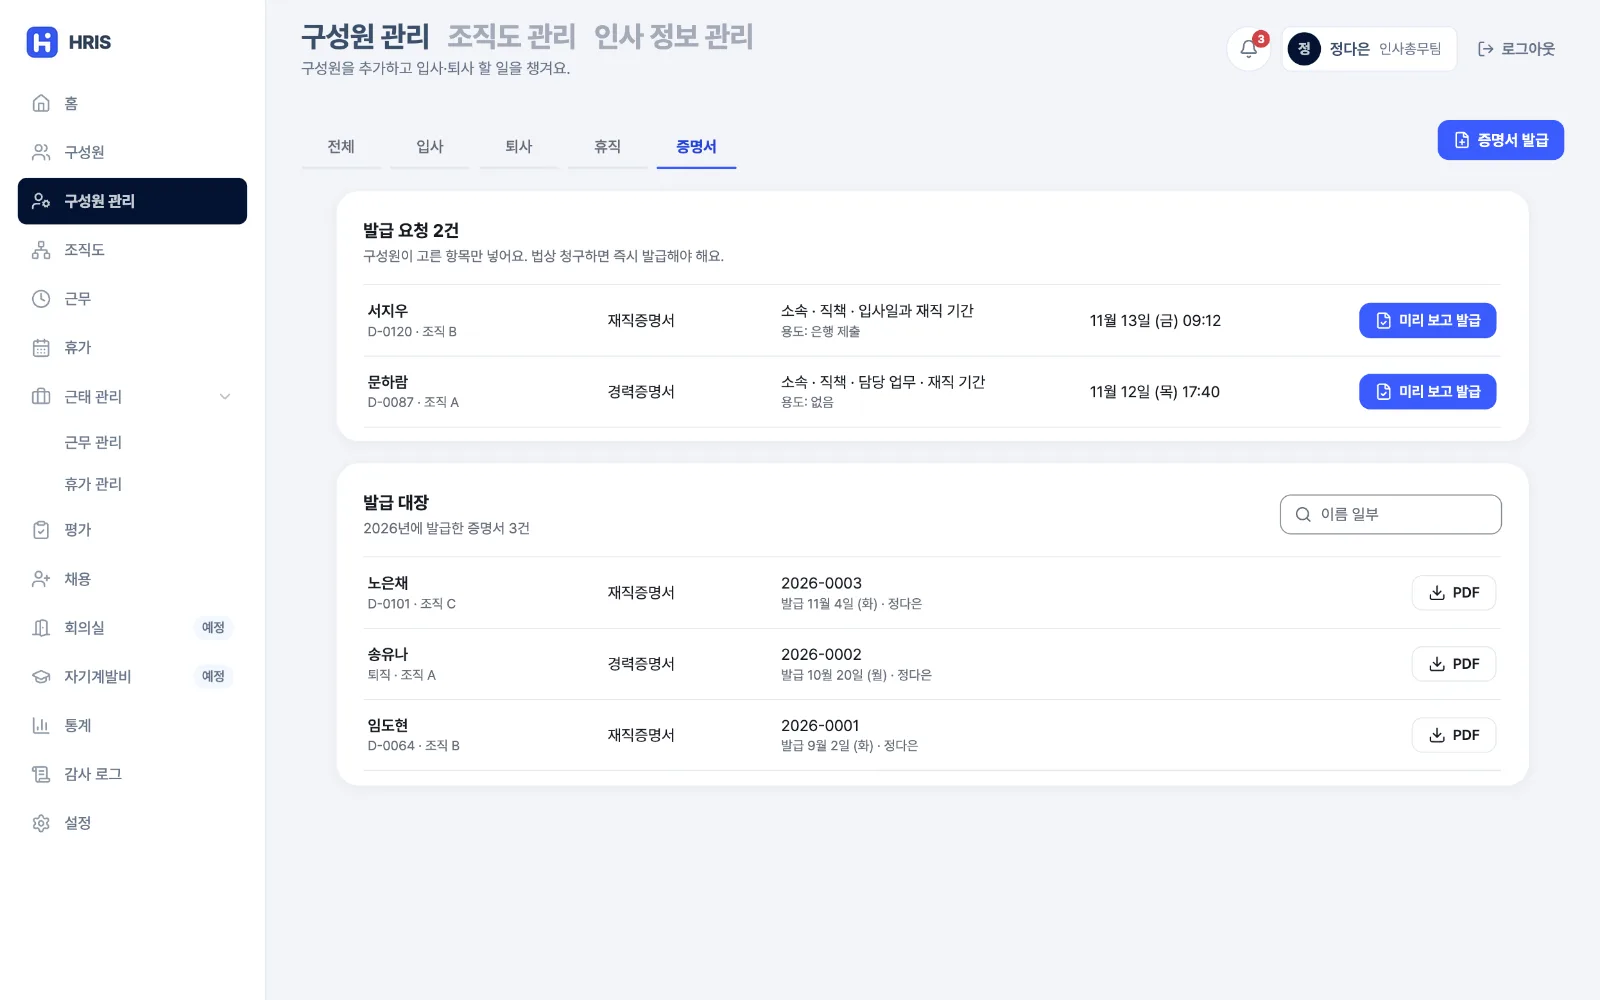 HRIS
홈
구성원
구성원 관리
조직도
근무
휴가
근태 관리
근무 관리
휴가 관리
평가
채용
회의실 예정
자기계발비 예정
통계
감사 로그
설정
구성원 관리 조직도 관리 인사 정보 관리
구성원을 추가하고 입사·퇴사 할 일을 챙겨요.
3
정 정다은 인사총무팀
로그아웃
전체 입사 퇴사 휴직 증명서
증명서 발급
발급 요청 2건
구성원이 고른 항목만 넣어요. 법상 청구하면 즉시 발급해야 해요.
서지우
D-0120 · 조직 B
재직증명서
소속 · 직책 · 입사일과 재직 기간
용도: 은행 제출
11월 13일 (금) 09:12
미리 보고 발급
문하람
D-0087 · 조직 A
경력증명서
소속 · 직책 · 담당 업무 · 재직 기간
용도: 없음
11월 12일 (목) 17:40
미리 보고 발급
발급 대장
2026년에 발급한 증명서 3건
이름 일부
노은채
D-0101 · 조직 C
재직증명서
2026-0003
발급 11월 4일 (화) · 정다은
PDF
송유나
퇴직 · 조직 A
경력증명서
2026-0002
발급 10월 20일 (월) · 정다은
PDF
임도현
D-0064 · 조직 B
재직증명서
2026-0001
발급 9월 2일 (화) · 정다은
PDF